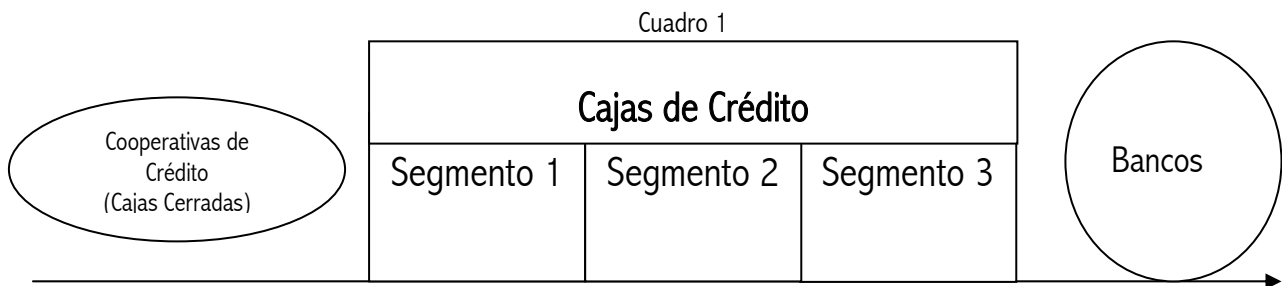 Cuadro 1
Cajas de Crédito
Cooperativas de
Crédito
(Cajas Cerradas)
Segmento 1
Segmento 2
Segmento 3
Bancos